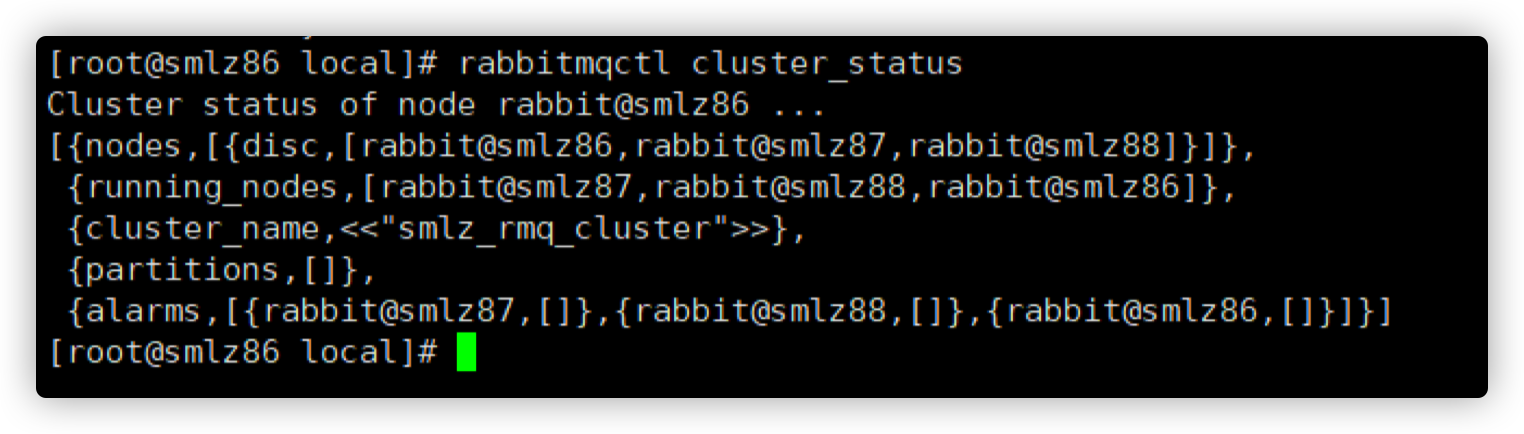 [root@smlz86 local]# rabbitmqctl cluster_status
Cluster status of node rabbit@smlz86 ...
[{nodes,[{disc,[rabbit@smlz86,rabbit@smlz87,rabbit@smlz88]}]},
 {running_nodes,[rabbit@smlz87,rabbit@smlz88,rabbit@smlz86]},
 {cluster_name,<<"smlz_rmq_cluster">>},
 {partitions,[]},
 {alarms,[{rabbit@smlz87,[]},{rabbit@smlz88,[]},{rabbit@smlz86,[]}]}]
[root@smlz86 local]#